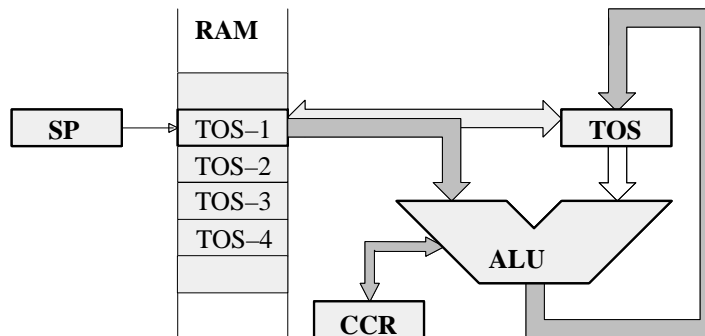 RAM
SP
TOS–1
TOS
TOS–2
TOS–3
TOS–4
ALU
CCR